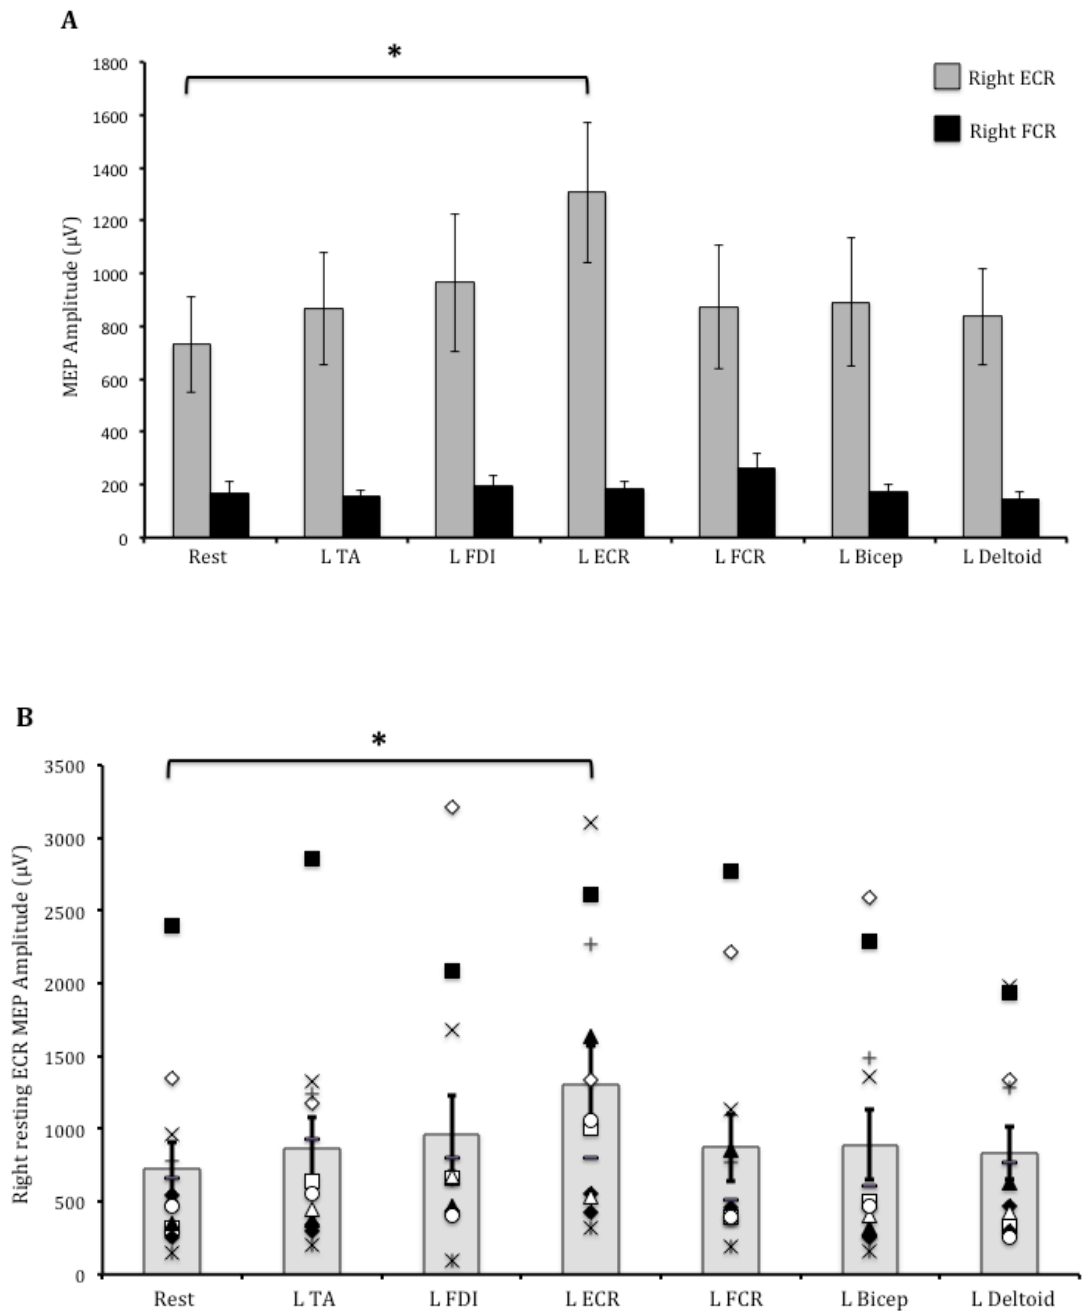 A
*
1800
1600
1400
1200
1000
800
600
400
200
0
MEP Amplitude (μV)
Right ECR
Right FCR
Rest L TA L FDI L ECR L FCR L Bicep L Deltoid
B
*
3500
3000
2500
2000
1500
1000
500
0
Right resting ECR MEP Amplitude (μV)
Rest L TA L FDI L ECR L FCR L Bicep L Deltoid